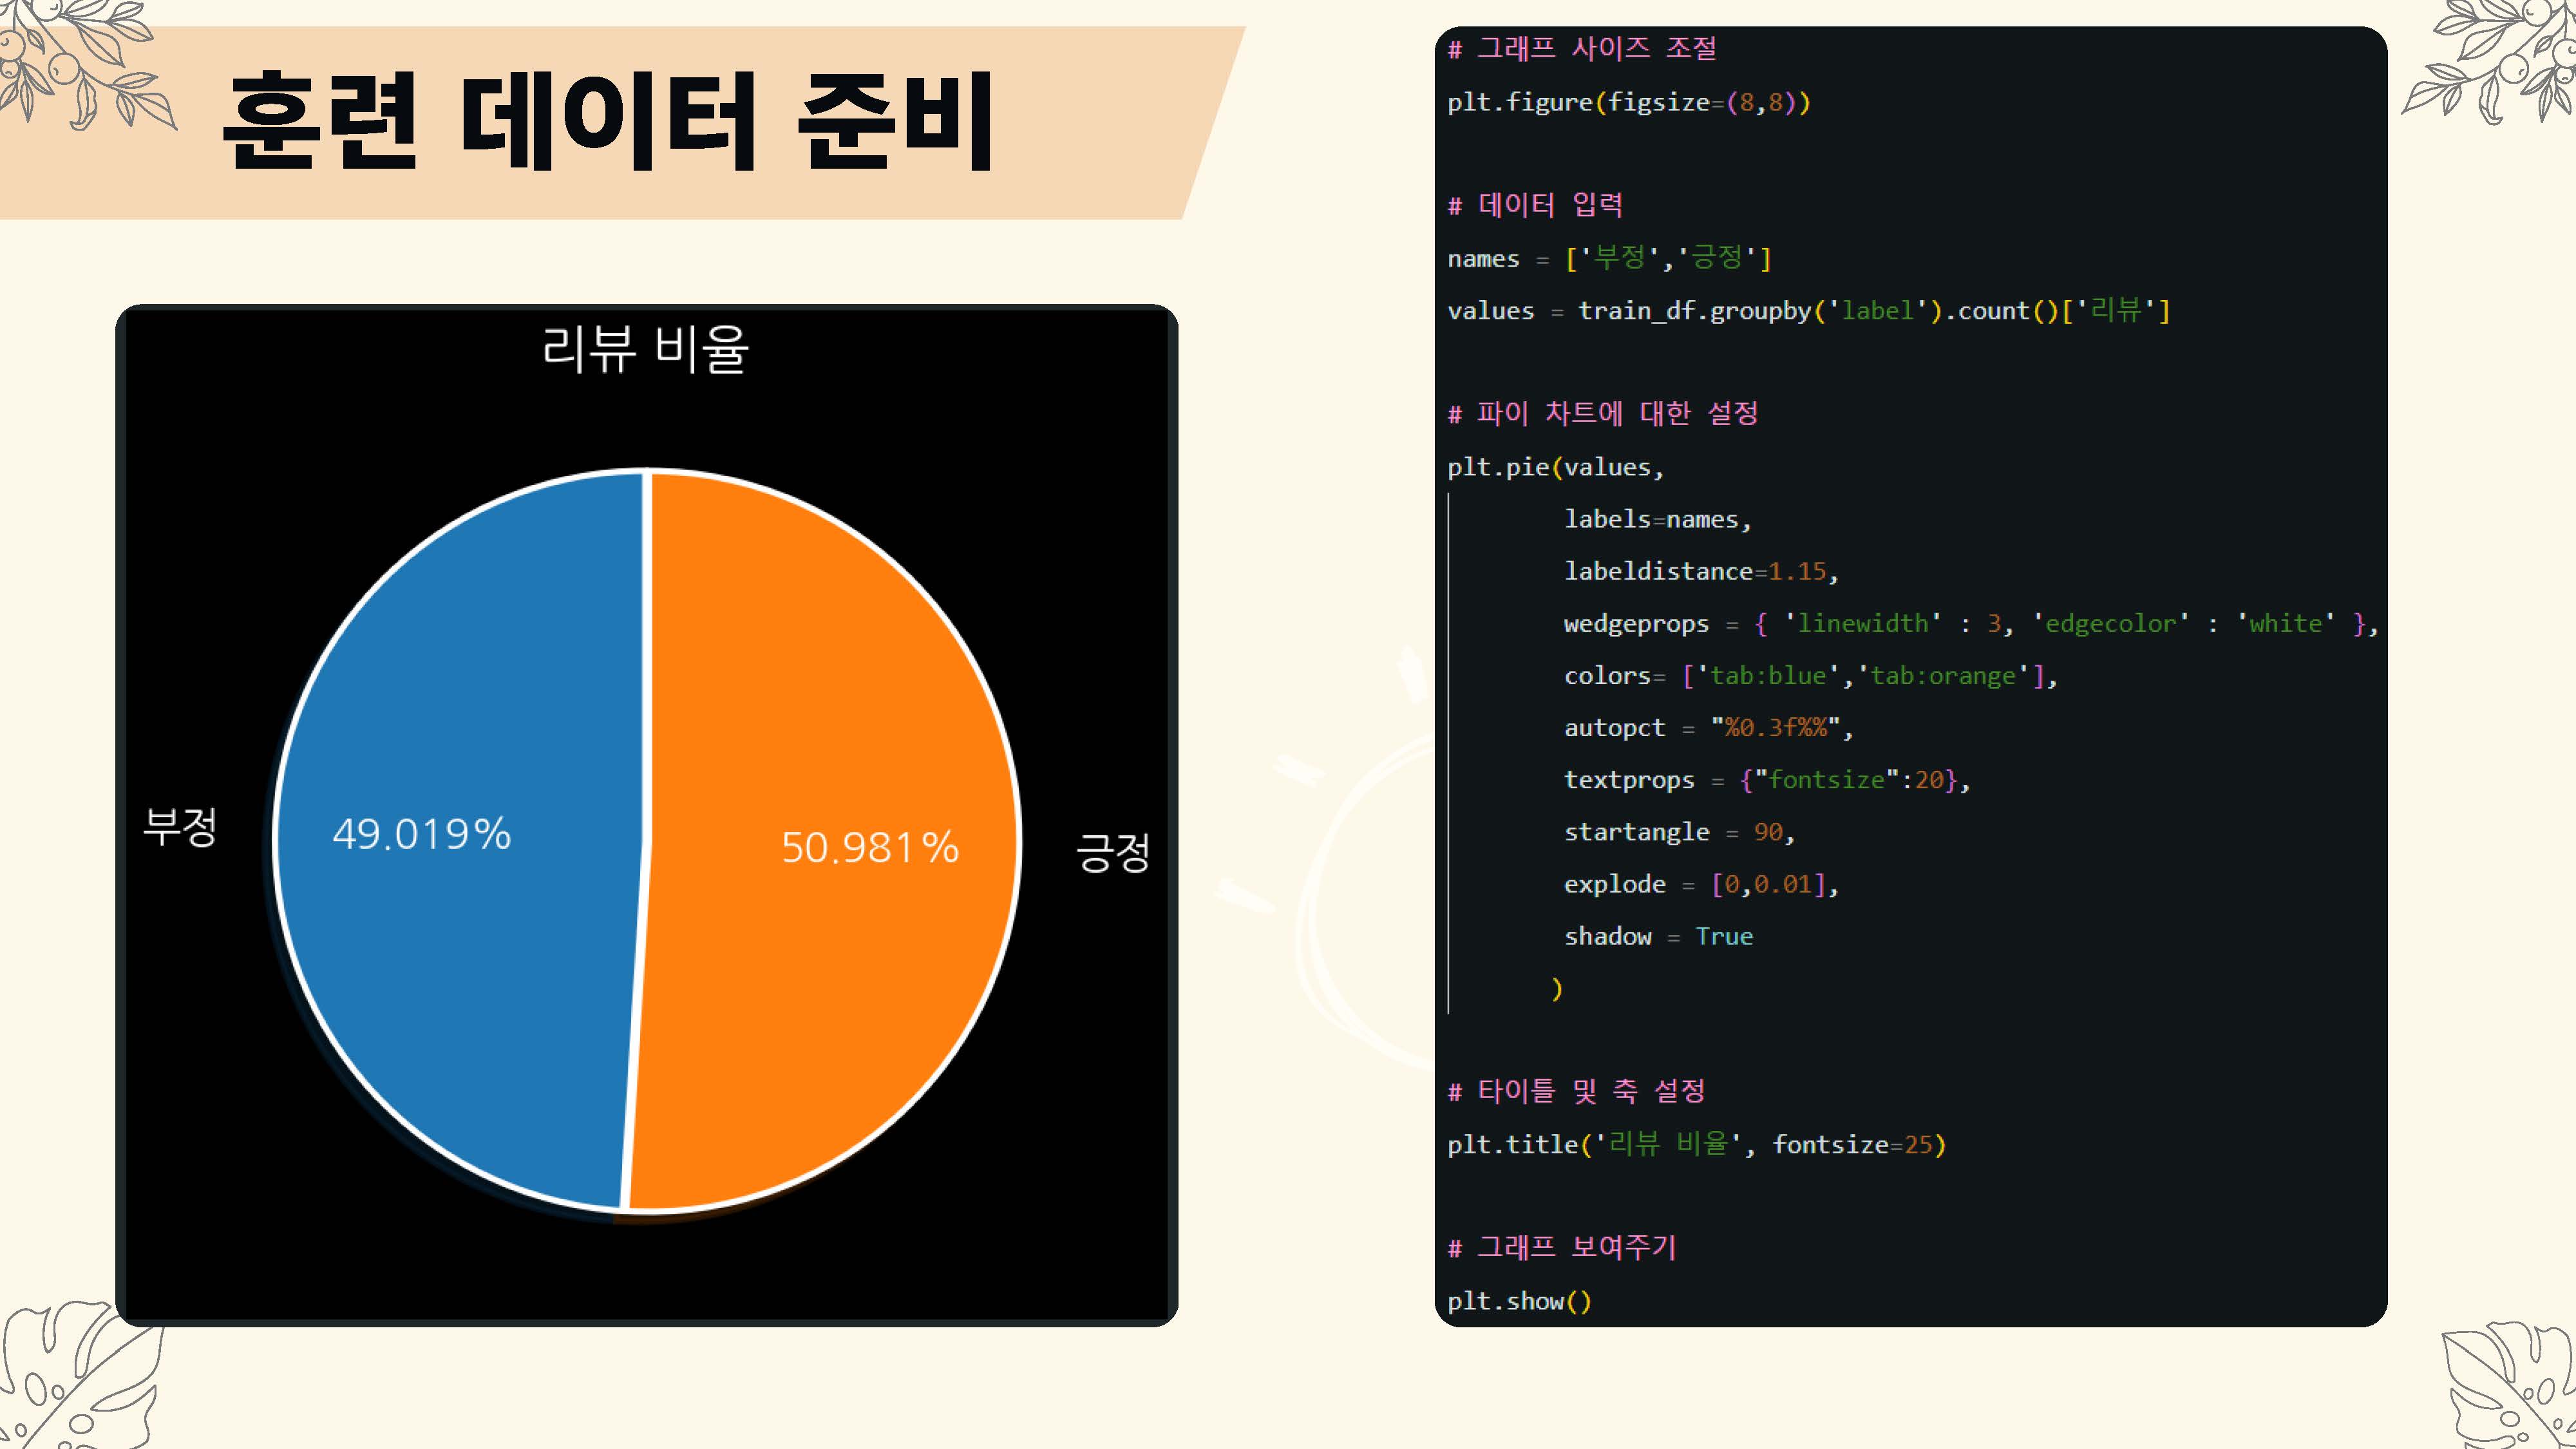 훈련 데이터 준비
리뷰 비율
부정
49.019%
50.981%
긍정
# 그래프 사이즈 조절
plt.figure(figsize=(8,8))
# 데이터 입력
names = ['부정','긍정']
values = train_df.groupby('label').count()['리뷰']
# 파이 차트에 대한 설정
plt.pie(values,
labels=names,
labeldistance=1.15,
wedgeprops = { 'linewidth' : 3, 'edgecolor' : 'white' },
colors= ['tab:blue','tab:orange'],
autopct = "%0.3f%%",
textprops = {"fontsize":20},
startangle = 90,
explode = [0,0.01],
shadow = True
)
# 타이틀 및 축 설정
plt.title('리뷰 비율', fontsize=25)
# 그래프 보여주기
plt.show()